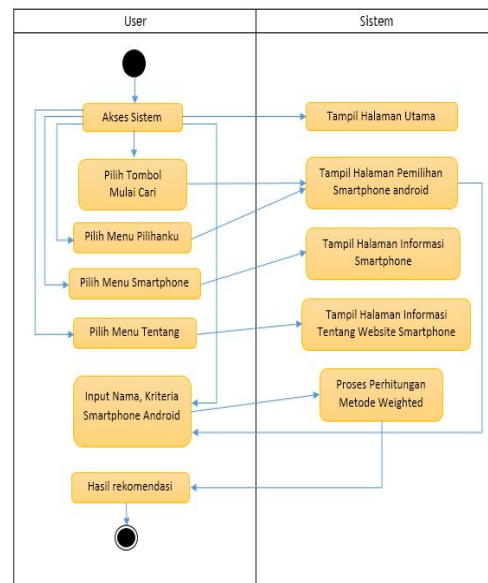 User
Sistem
Akses Sistem
Tampil Halaman Utama
Pilih Tombol
Mulai Cari
Tampil Halaman Pemilihan
Smartphone android
Pilih Menu Pilihanku
Tampil Halaman Informasi
Smartphone
Pilih Menu Smartphone
Pilih Menu Tentang
Tampil Halaman Informasi
Tentang Website Smartphone
Input Nama, Kriteria
Smartphone Android
Proses Perhitungan
Metode Weighted
Hasil rekomendasi